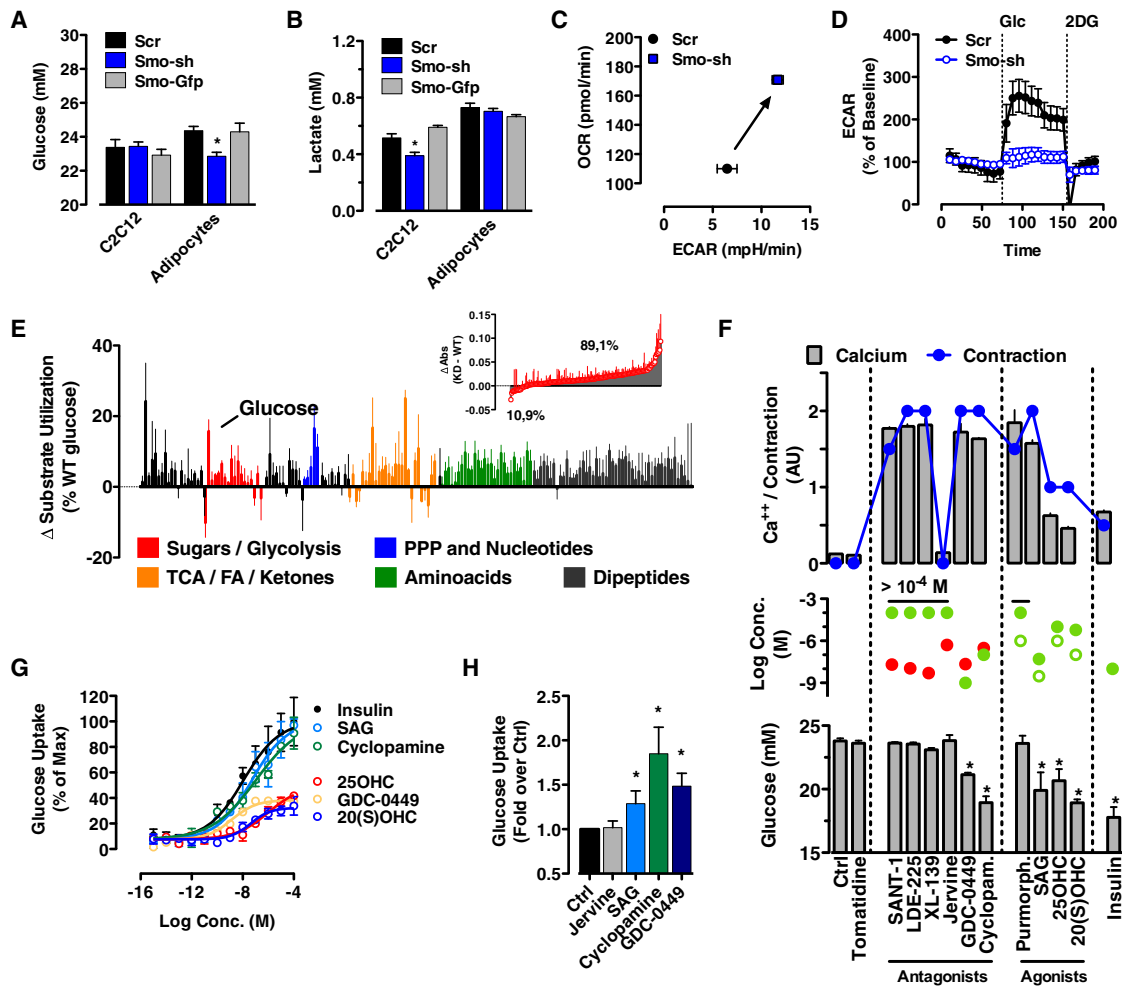 A
Scr
Smo-sh
Smo-Gfp
Glucose (mM)
30
28
26
24
22
20
*
C2C12
Adipocytes
B
Scr
Smo-sh
Smo-GFp
Lactate (mM)
1.2
0.9
0.6
0.4
0.0
*
C2C12
Adipocytes
C
Scr
Smo-sh
OCR (pmol/min)
200
180
160
140
120
100
0 5 10 15
ECAR (mpH/min)
D
Glc 2DG
Scr
Smo-sh
ECAR
(% of Baseline)
400
300
200
100
0
0 50 100 150 200
Time
E
Δ Substrate Utilization
(% WT glucose)
40
20
0
-20
Glucose
Δ Abs
(KD - WT)
0.15
0.10
0.05
0.00
-0.05
89,1%
10,9%
Sugars / Glycolysis
PPP and Nucleotides
TCA / FA / Ketones
Aminoacids
Dipeptides
F
Calcium
Contraction
Ca++ / Contraction
(AU)
2
1
0
> 10-4 M
Log Conc.
(M)
-3
-6
-9
Glucose (mM)
25
20
15
* * * * * *
Ctrl
Tomatidine
SANT-1
LDE-225
XL-139
Jervine
GDC-0449
Cyclopam.
Purmorph.
SAG
25OHC
20(S)OHC
Insulin
Antagonists
Agonists
G
Glucose Uptake
(% of Max)
120
100
80
60
40
20
0
-16 -12 -8 -4
Log Conc. (M)
Insulin
SAG
Cyclopamine
25OHC
GDC-0449
20(S)OHC
H
Glucose Uptake
(Fold over Ctrl)
2.5
2.0
1.5
1.0
0.5
* * *
Ctrl
Jervine
SAG
Cyclopamine
GDC-0449